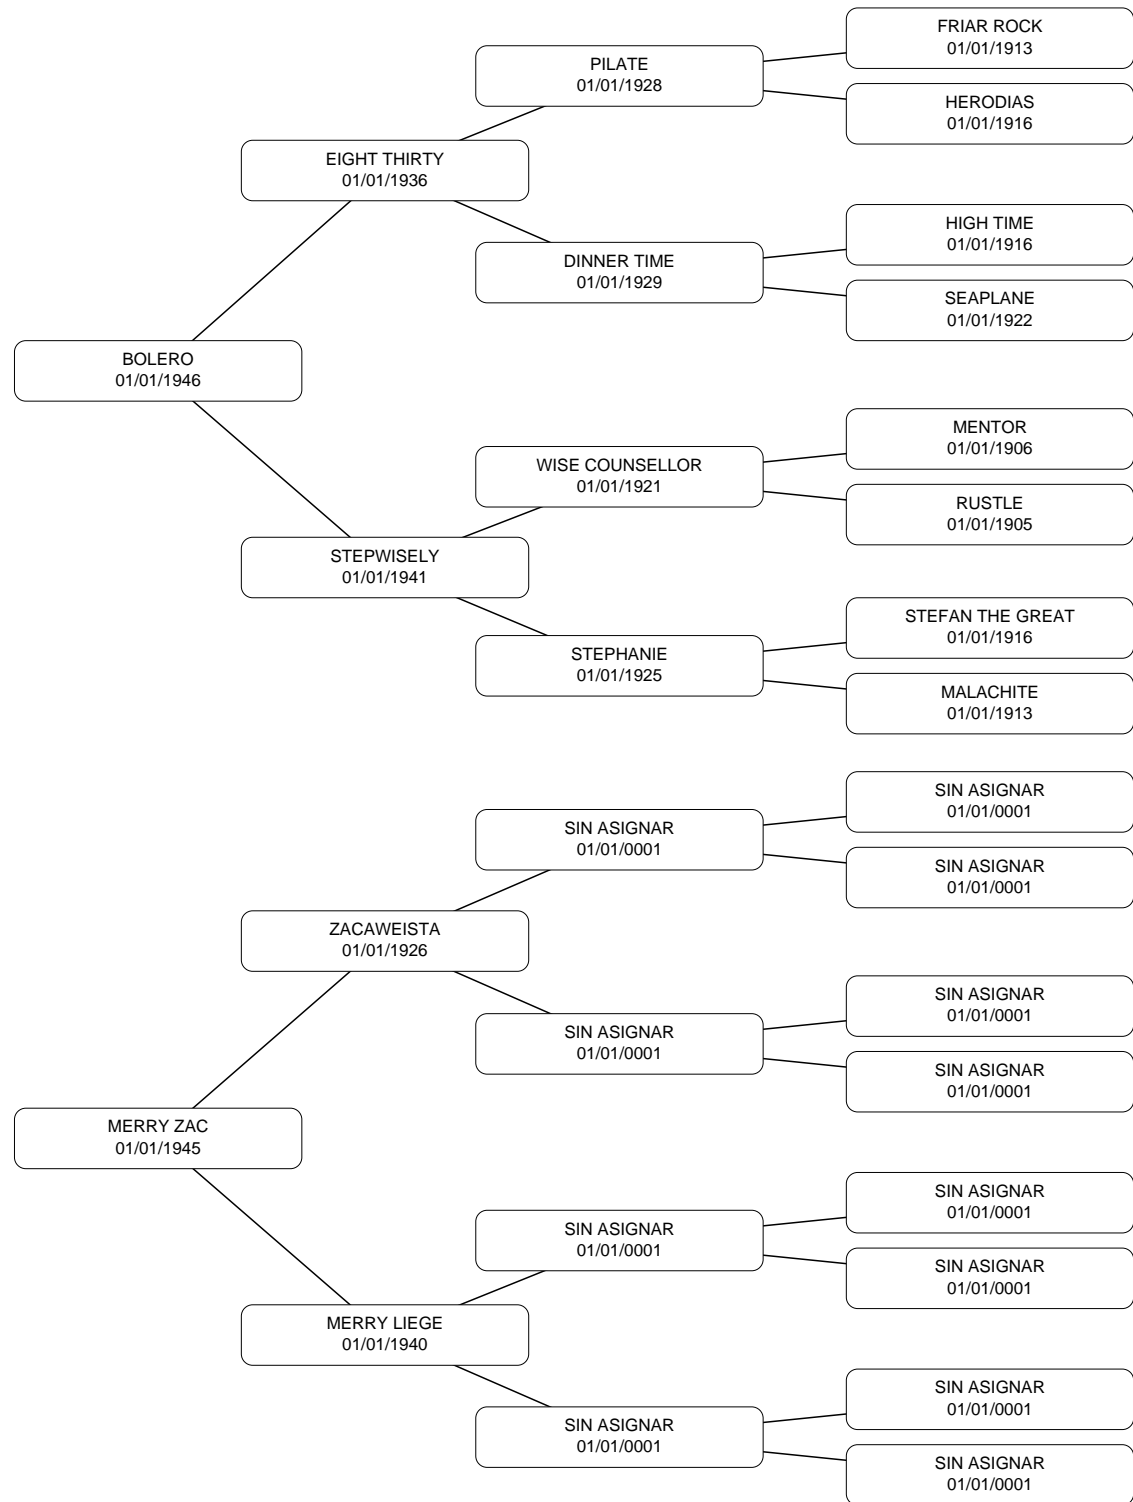 FRIAR ROCK
01/01/1913
PILATE
01/01/1928
HERODIAS
01/01/1916
EIGHT THIRTY
01/01/1936
HIGH TIME
01/01/1916
DINNER TIME
01/01/1929
SEAPLANE
01/01/1922
BOLERO
01/01/1946
MENTOR
01/01/1906
WISE COUNSELLOR
01/01/1921
RUSTLE
01/01/1905
STEPWISELY
01/01/1941
STEFAN THE GREAT
01/01/1916
STEPHANIE
01/01/1925
MALACHITE
01/01/1913
SIN ASIGNAR
01/01/0001
SIN ASIGNAR
01/01/0001
SIN ASIGNAR
01/01/0001
ZACAWEISTA
01/01/1926
SIN ASIGNAR
01/01/0001
SIN ASIGNAR
01/01/0001
SIN ASIGNAR
01/01/0001
MERRY ZAC
01/01/1945
SIN ASIGNAR
01/01/0001
SIN ASIGNAR
01/01/0001
SIN ASIGNAR
01/01/0001
MERRY LIEGE
01/01/1940
SIN ASIGNAR
01/01/0001
SIN ASIGNAR
01/01/0001
SIN ASIGNAR
01/01/0001